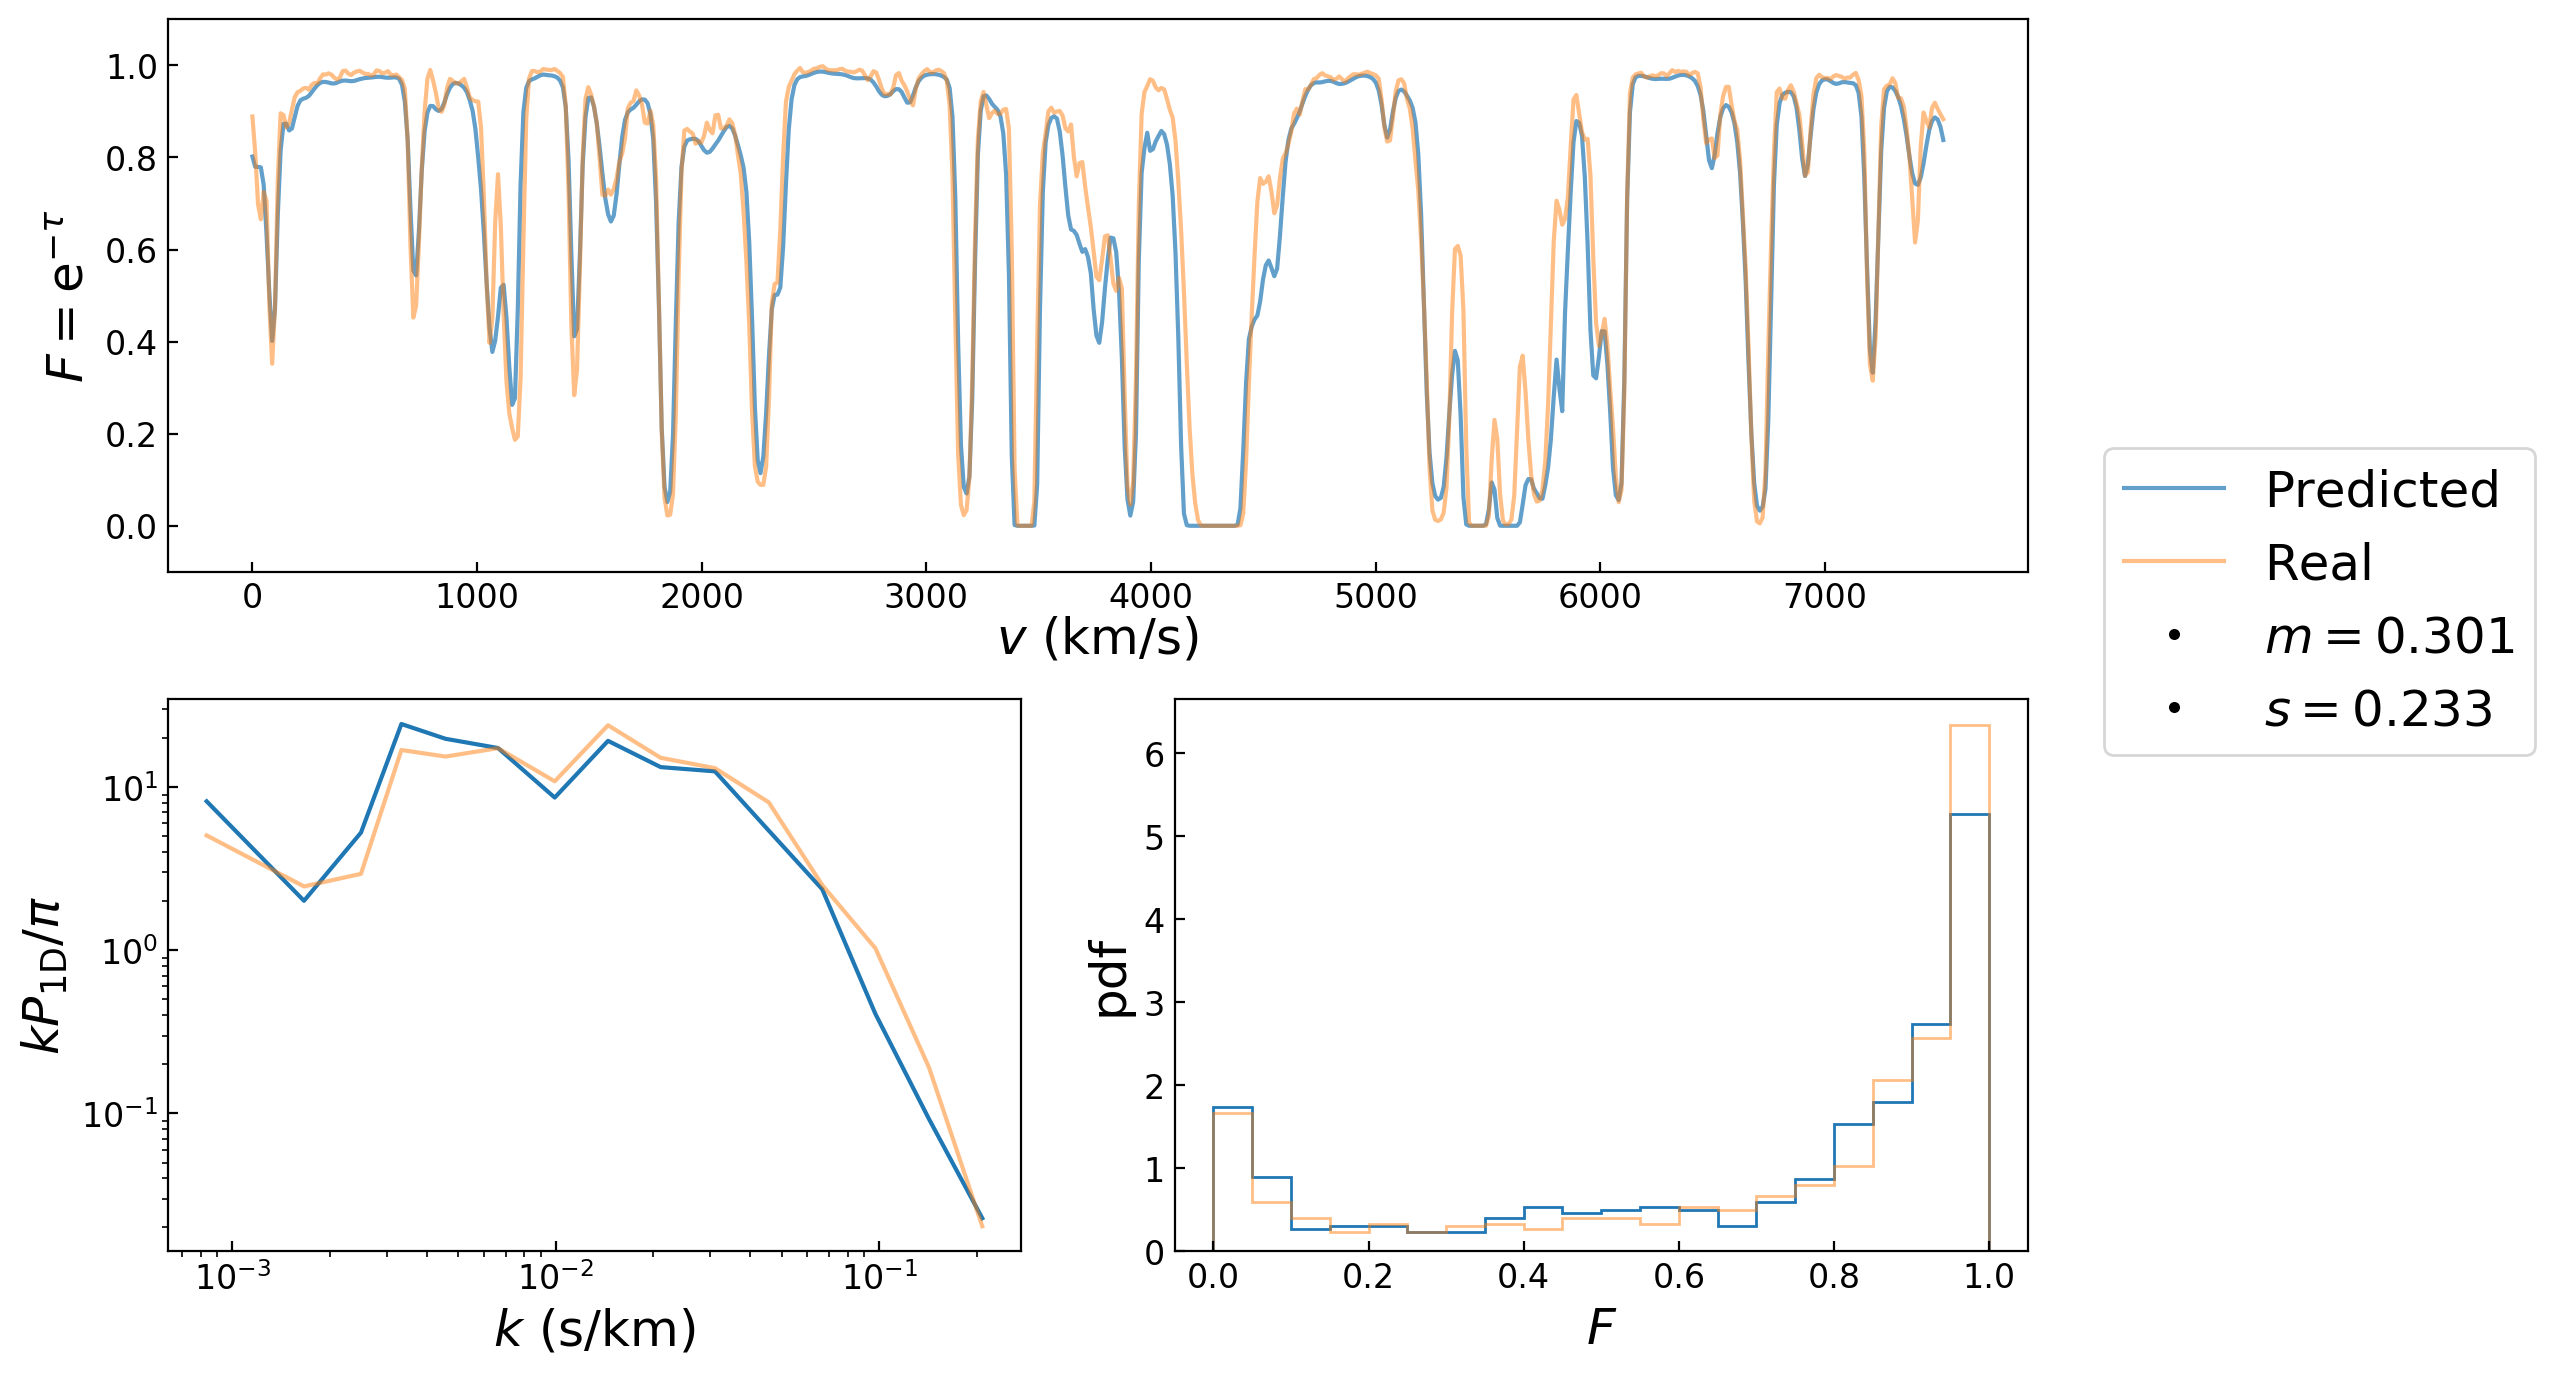 1.0
0.8
0.6
0.4
0.2
0.0
F = e^{−τ}
0 1000 2000 3000 4000 5000 6000 7000
v (km/s)
Predicted
Real
m = 0.301
s = 0.233
10^1
10^0
10^{−1}
kP_{1D}/π
10^{−3} 10^{−2} 10^{−1}
k (s/km)
6
5
4
3
2
1
0
pdf
0.0 0.2 0.4 0.6 0.8 1.0
F